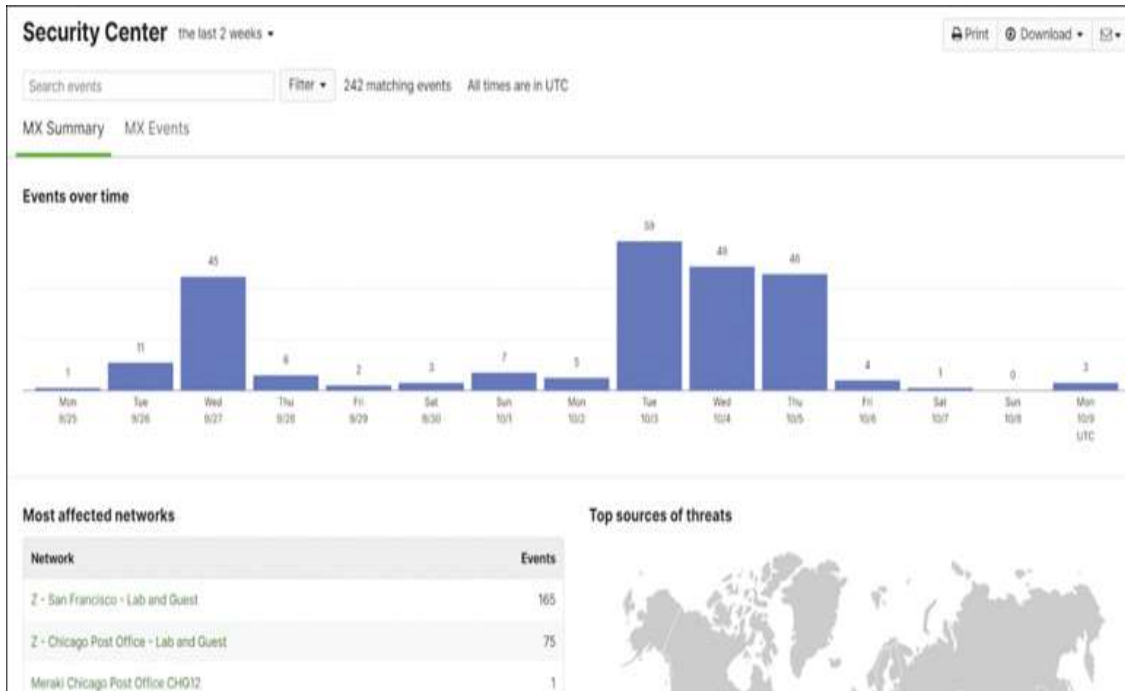 Security Center the last 2 weeks
Print Download
Search events Filter 242 matching events All times are in UTC
MX Summary MX Events
Events over time
59
45 48 46
11
1 6 2 3 7 5 4 1 0 3
Mon Tue Wed Thu Fri Sat Sun Mon Tue Wed Thu Fri Sat Sun Mon
9/25 9/26 9/27 9/28 9/29 9/30 10/1 10/2 10/3 10/4 10/5 10/6 10/7 10/8 10/9
UTC
Most affected networks Top sources of threats
Network Events
Z - San Francisco - Lab and Guest 165
Z - Chicago Post Office - Lab and Guest 75
Meraki Chicago Post Office CHG12 1